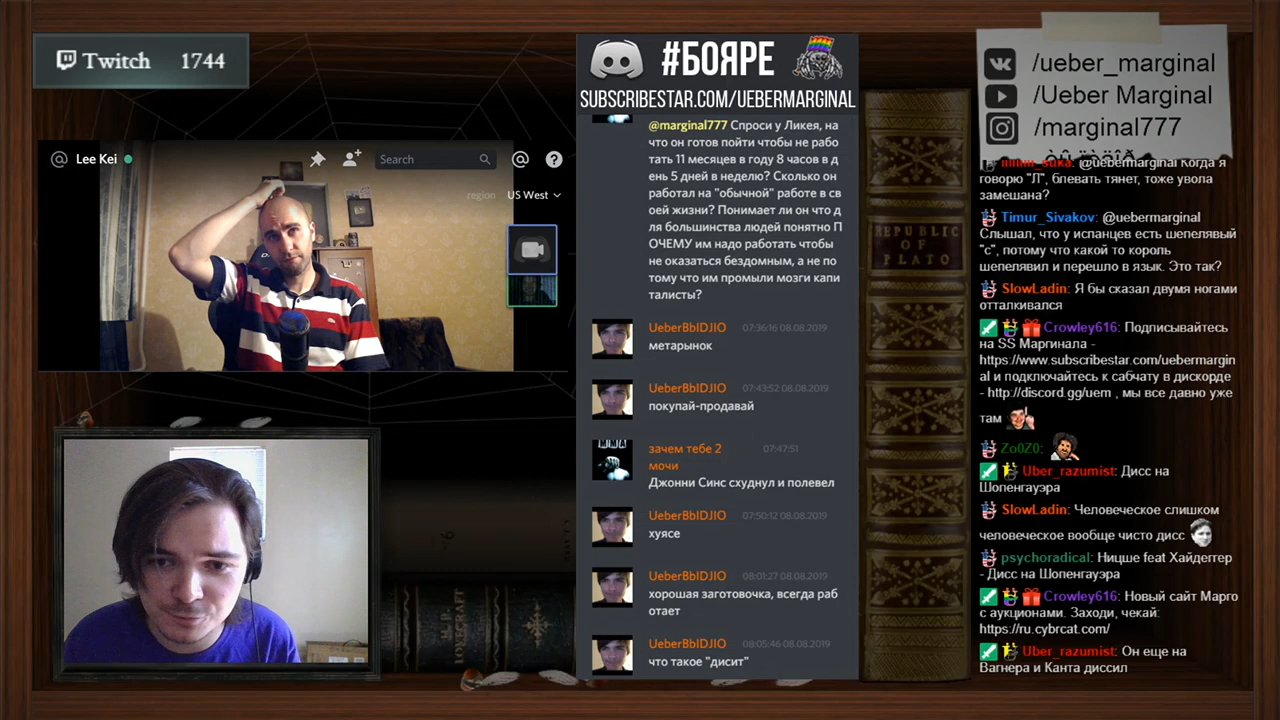 Twitch 1744
Lee Kei
Search
region
US West
#БОЯРЕ
SUBSCRIBESTAR.COM/UEBERMARGINAL
@marginal777 Спроси у Ликея, на
что он готов пойти чтобы не рабо
тать 11 месяцев в году 8 часов в д
ень 5 дней в неделю? Сколько он
работал на "обычной" работе в св
оей жизни? Понимает ли он что д
ля большинства людей понятно П
ОЧЕМУ им надо работать чтобы
не оказаться бездомным, а не по
тому что им промыли мозги капи
талисты?
UeberBblDJIO 07:36:16 08.08.2019
метарынок
UeberBblDJIO 07:43:52 08.08.2019
покупай-продавай
зачем тебе 2 07:47:51
мочи
Джонни Синс схуднул и полевел
UeberBblDJIO 07:50:12 08.08.2019
хуясе
UeberBblDJIO 08:01:27 08.08.2019
хорошая заготовочка, всегда раб
отает
UeberBblDJIO 08:05:46 08.08.2019
что такое "дисит"
REPUBLIC
OF
PLATO
H.P.
LOVECRAFT
/ueber_marginal
/Ueber Marginal
/marginal777
@uebermarginal Когда я
говорю "Л", блевать тянет, тоже увола
замешана?
Timur_Sivakov: @uebermarginal
Слышал, что у испанцев есть шепелявый
"с", потому что какой то король
шепелявил и перешло в язык. Это так?
SlowLadin: Я бы сказал двумя ногами
отталкивался
Crowley616: Подписывайтесь
на SS Маргинала -
https://www.subscribestar.com/uebermargin
al и подключайтесь к сабчату в дискорде
- http://discord.gg/uem , мы все давно уже
там
Zo0Z0:
Uber_razumist: Дисс на
Шопенгауэра
SlowLadin: Человеческое слишком
человеческое вообще чисто дисс
psychoradical: Ницше feat Хайдеггер
- Дисс на Шопенгауэра
Crowley616: Новый сайт Марго
с аукционами. Заходи, чекай:
https://ru.cybrcat.com/
Uber_razumist: Он еще на
Вагнера и Канта диссил